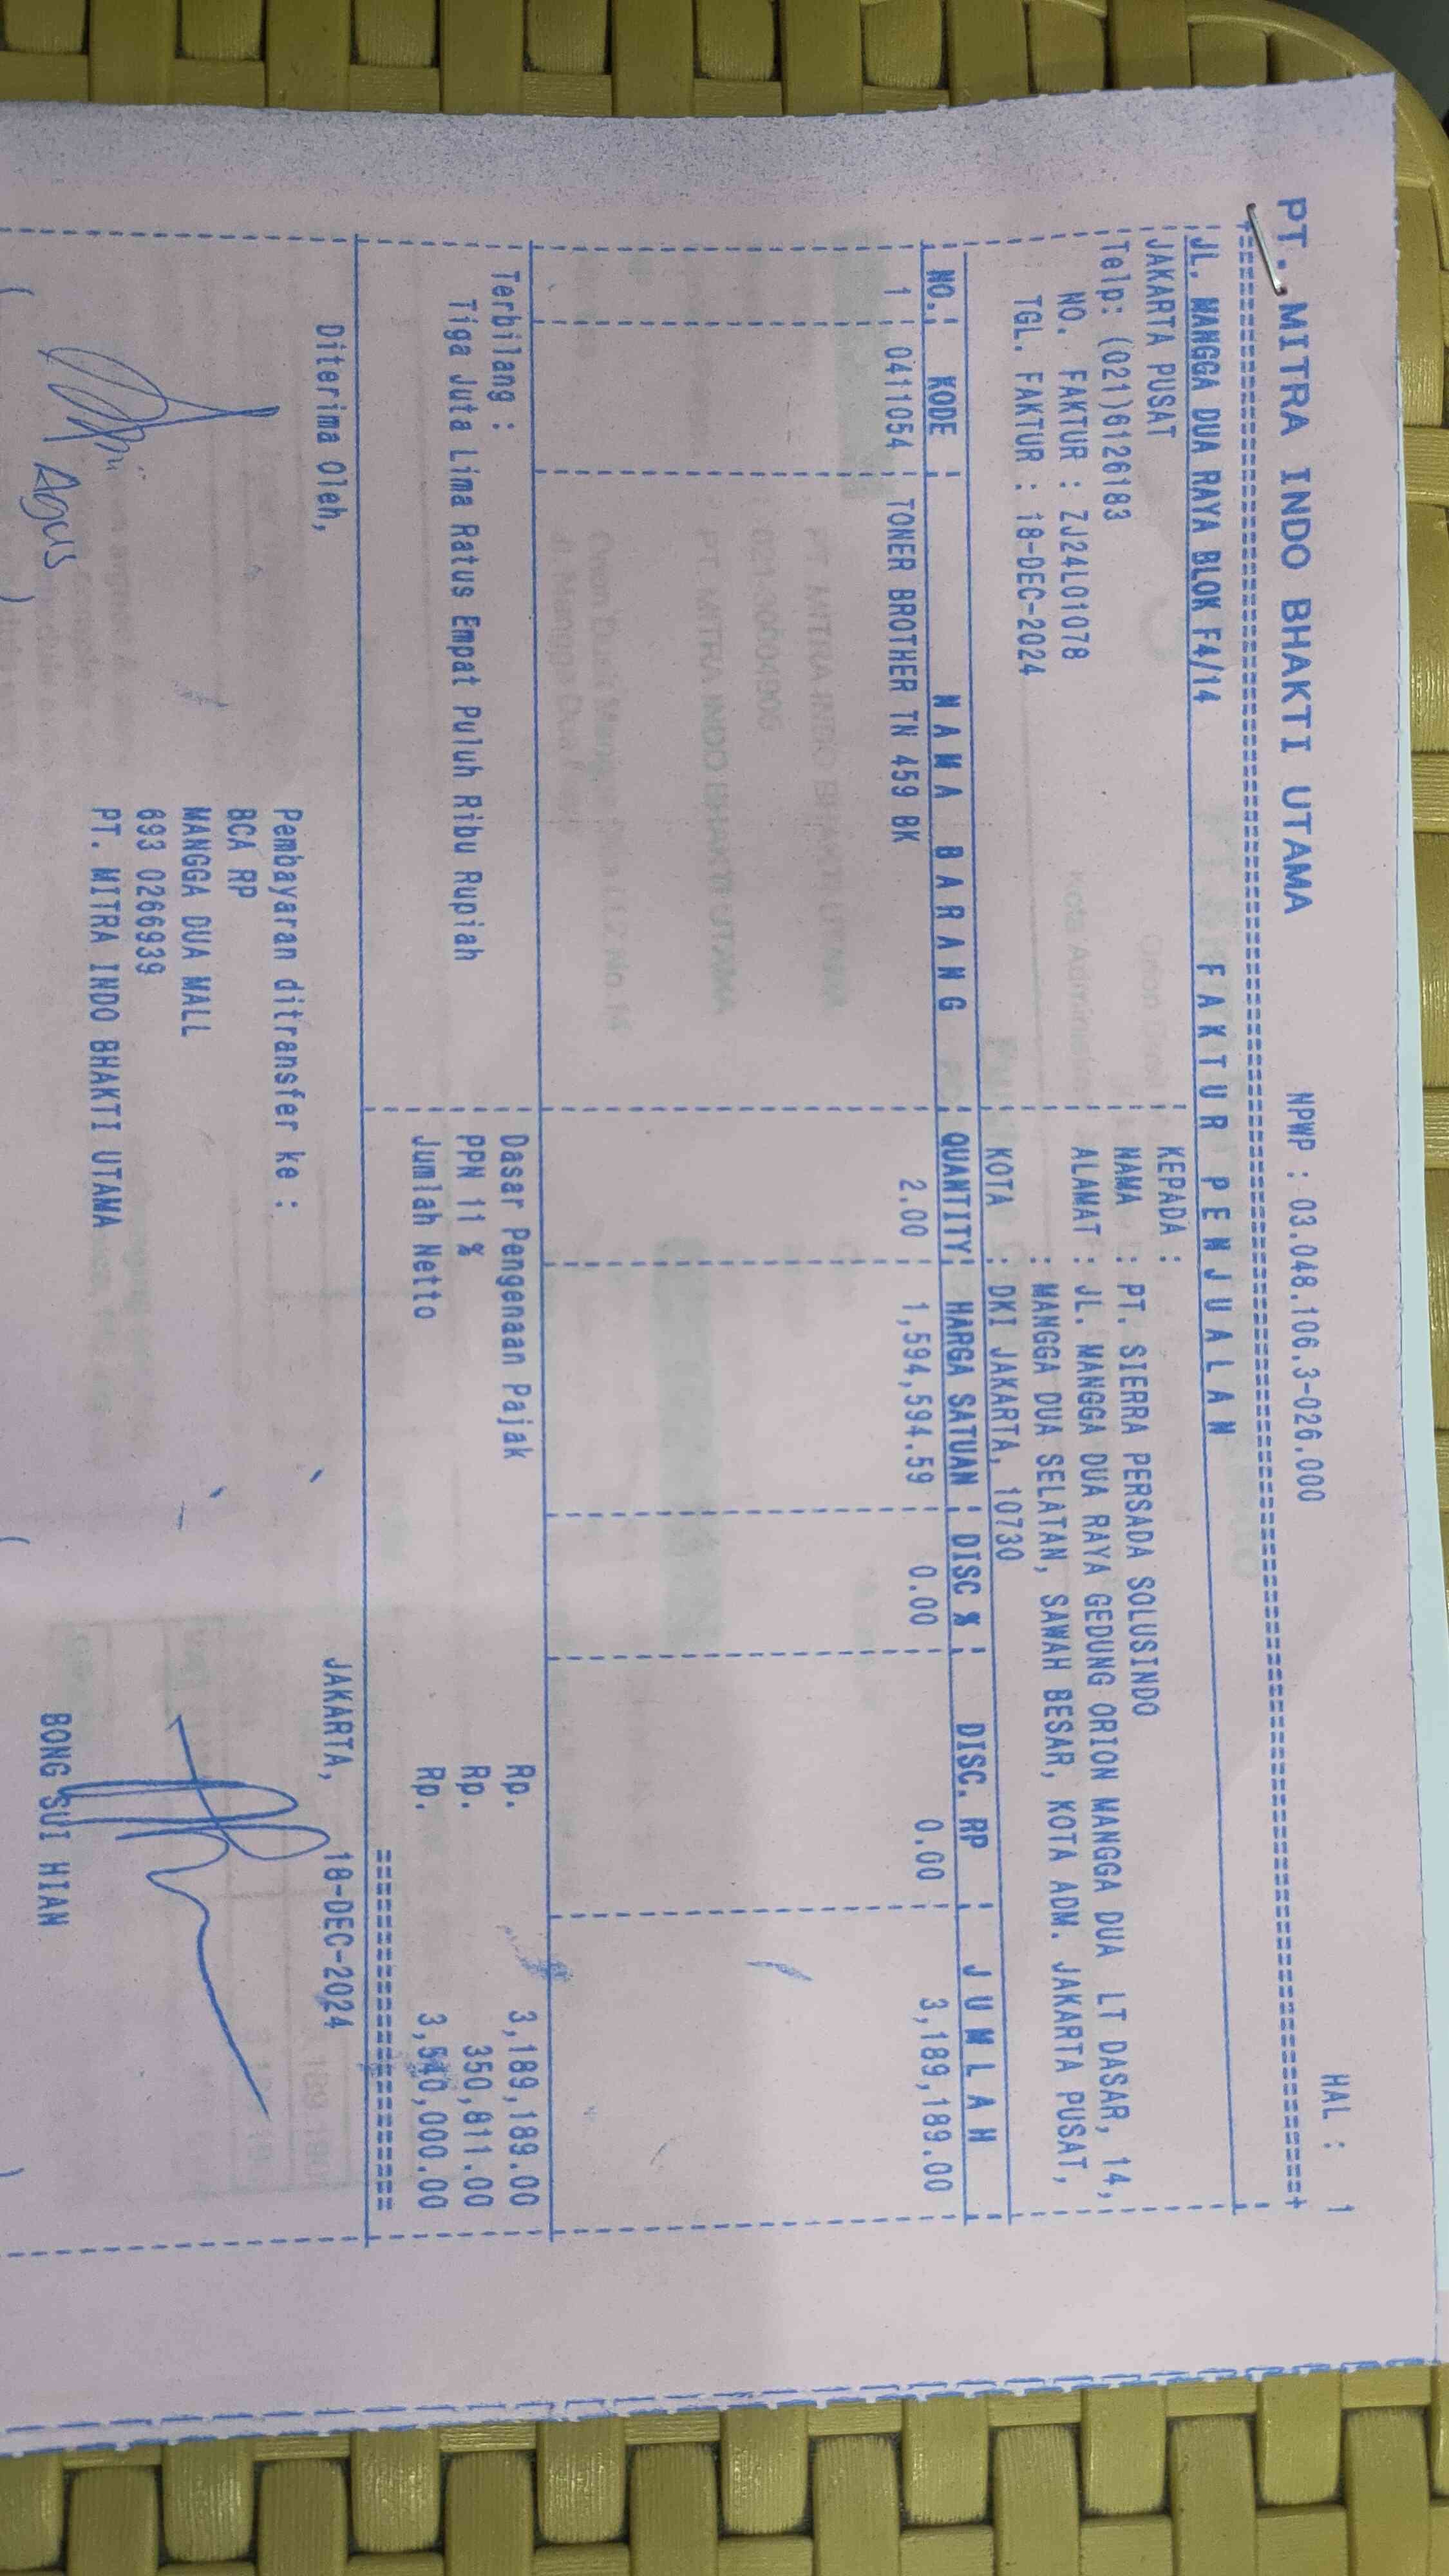 HAL : 1
PT. MITRA INDO BHAKTI UTAMA NPWP : 03.048.106.3-026.000
JL. MANGGA DUA RAYA BLOK F4/14 F A K T U R P E N J U A L A N
JAKARTA PUSAT KEPADA :
Telp: (021)6126183 NAMA : PT. SIERRA PERSADA SOLUSINDO
NO. FAKTUR : ZJ24L01078 ALAMAT : JL. MANGGA DUA RAYA GEDUNG ORION MANGGA DUA LT DASAR, 14,
TGL. FAKTUR : 18-DEC-2024 : MANGGA DUA SELATAN, SAWAH BESAR, KOTA ADM. JAKARTA PUSAT,
KOTA : DKI JAKARTA, 10730
NO. KODE N A M A B A R A N G QUANTITY HARGA SATUAN DISC % DISC. RP J U M L A H
1 0411054 TONER BROTHER TN 459 BK 2.00 1,594,594.59 0.00 0.00 3,189,189.00
Terbilang : Dasar Pengenaan Pajak Rp. 3,189,189.00
Tiga Juta Lima Ratus Empat Puluh Ribu Rupiah PPN 11 % Rp. 350,811.00
Jumlah Netto Rp. 3,540,000.00
Diterima Oleh, JAKARTA, 18-DEC-2024
Pembayaran ditransfer ke :
BCA RP
MANGGA DUA MALL
693 0266939
PT. MITRA INDO BHAKTI UTAMA
Agus BONG SUI HIAN